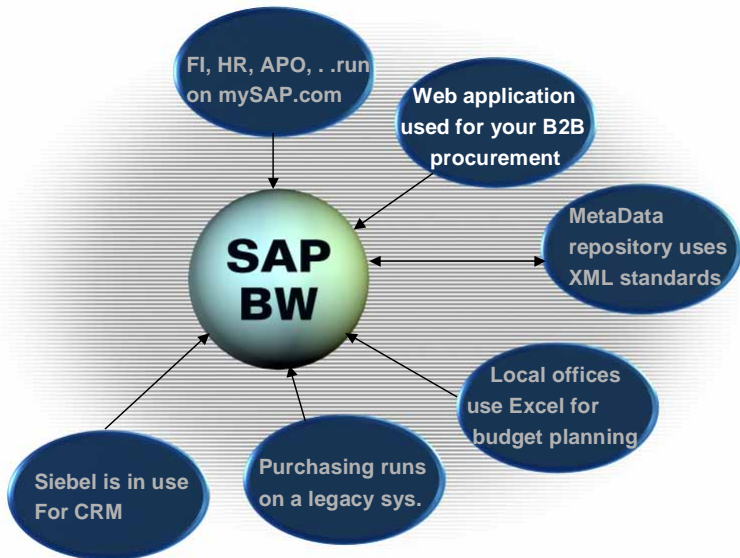 FI, HR, APO, . .run
on mySAP.com
Web application
used for your B2B
procurement
MetaData
repository uses
XML standards
SAP
BW
Local offices
use Excel for
budget planning
Purchasing runs
on a legacy sys.
Siebel is in use
For CRM